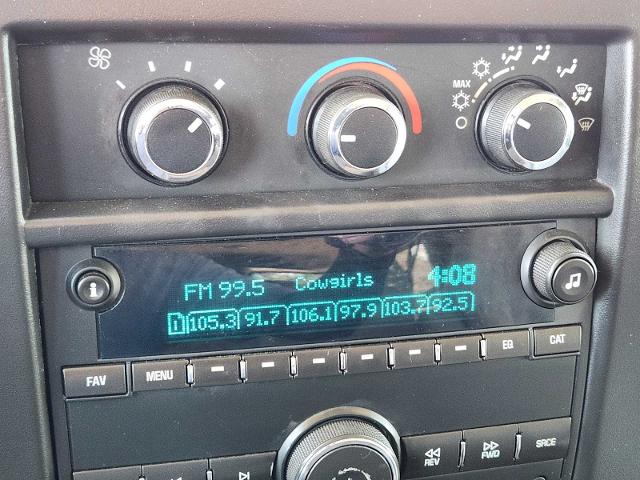 MAX
FM 99.5 Cowgirls 4:08
1 105.3 91.7 106.1 97.9 103.7 92.5
i
FAV MENU EQ CAT
REV FWD SRCE